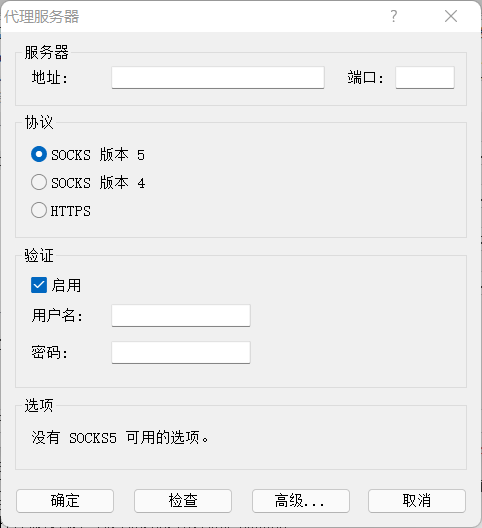 代理服务器
服务器
地址: 端口:
协议
SOCKS 版本 5
SOCKS 版本 4
HTTPS
验证
启用
用户名:
密码:
选项
没有 SOCKS5 可用的选项。
确定 检查 高级... 取消